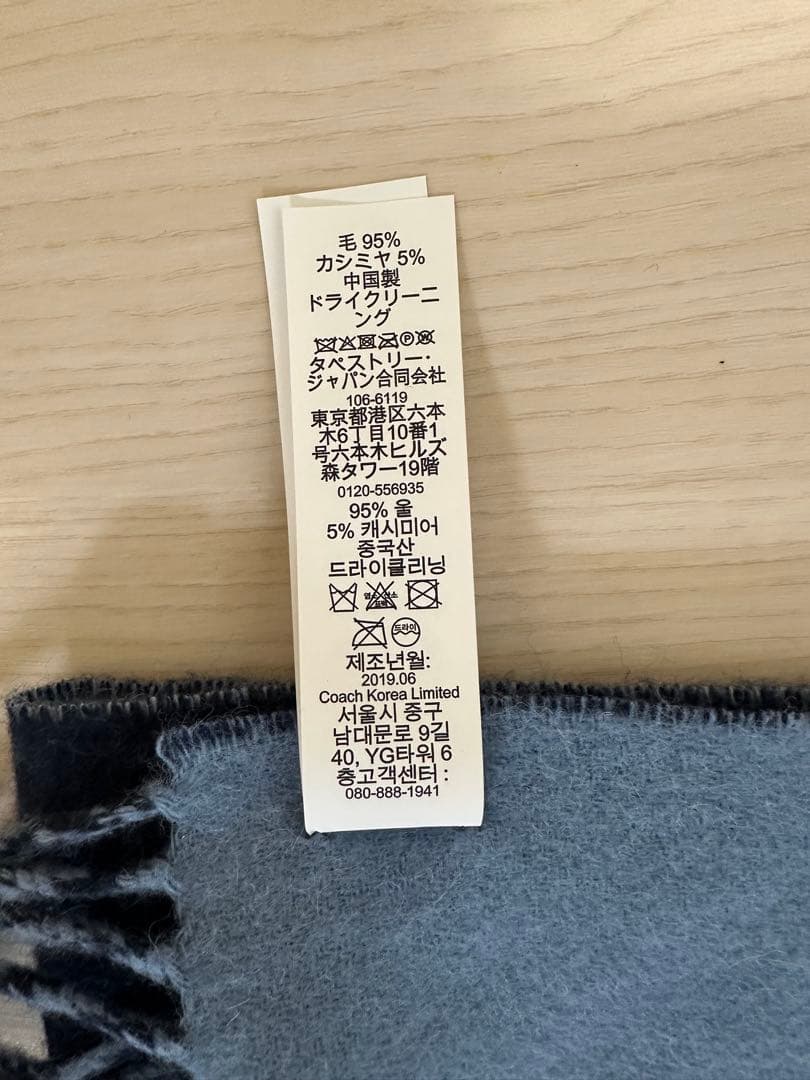 毛 95%
カシミヤ 5%
中国製
ドライクリーニ
ング
タペストリー・
ジャパン合同会社
106-6119
東京都港区六本
木6丁目10番1
号六本木ヒルズ
森タワー19階
0120-556935
95% 울
5% 캐시미어
중국산
드라이클리닝
드라이
제조년월:
2019.06
Coach Korea Limited
서울시 중구
남대문로 9길
40, YG타워 6
층고객센터 :
080-888-1941